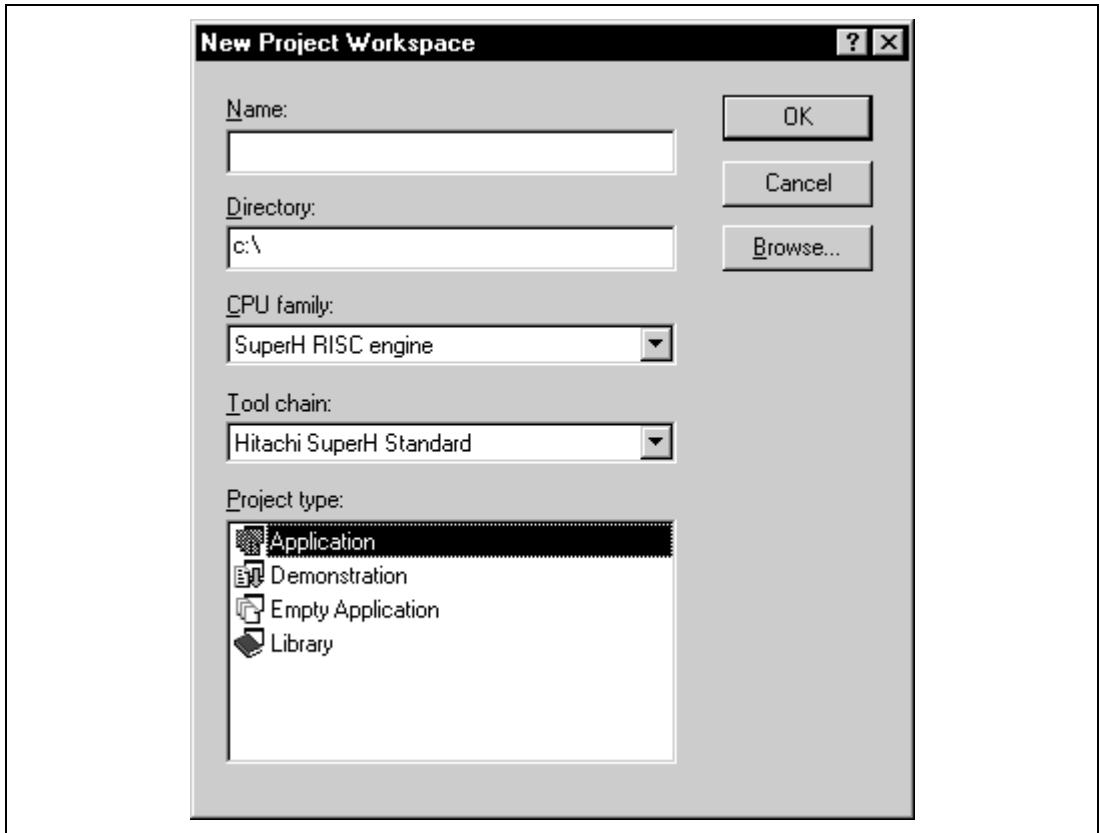 New Project Workspace
Name:
OK
Cancel
Directory:
c:\
Browse...
CPU family:
SuperH RISC engine
Tool chain:
Hitachi SuperH Standard
Project type:
Application
Demonstration
Empty Application
Library